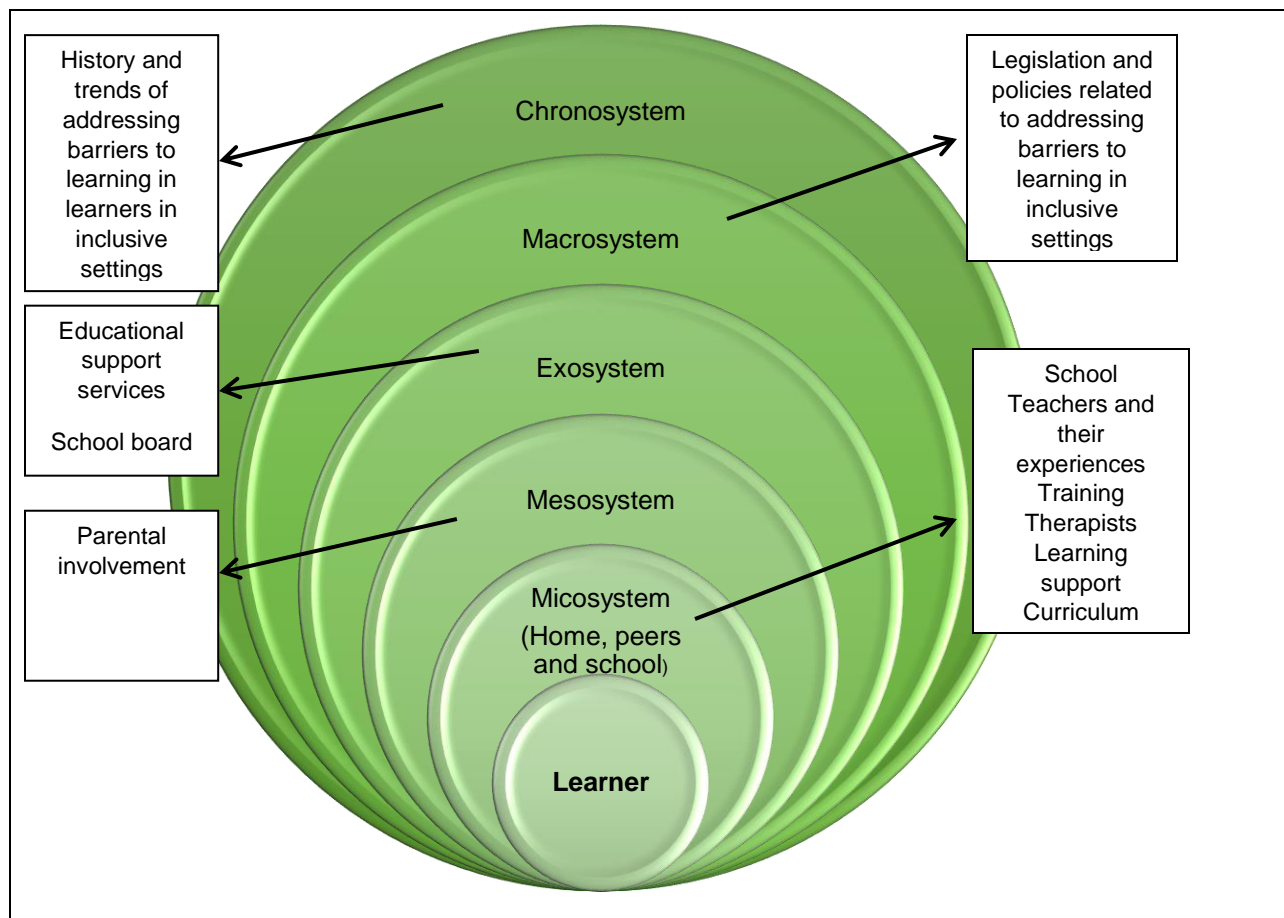 History and
trends of
addressing
barriers to
learning in
learners in
inclusive
settings
Legislation and
policies related
to addressing
barriers to
learning in
inclusive
settings
Chronosystem
Macrosystem
Educational
support
services
School board
Exosystem
School
Teachers and
their
experiences
Training
Therapists
Learning
support
Curriculum
Mesosystem
Parental
involvement
Micosystem
(Home, peers
and school)
Learner